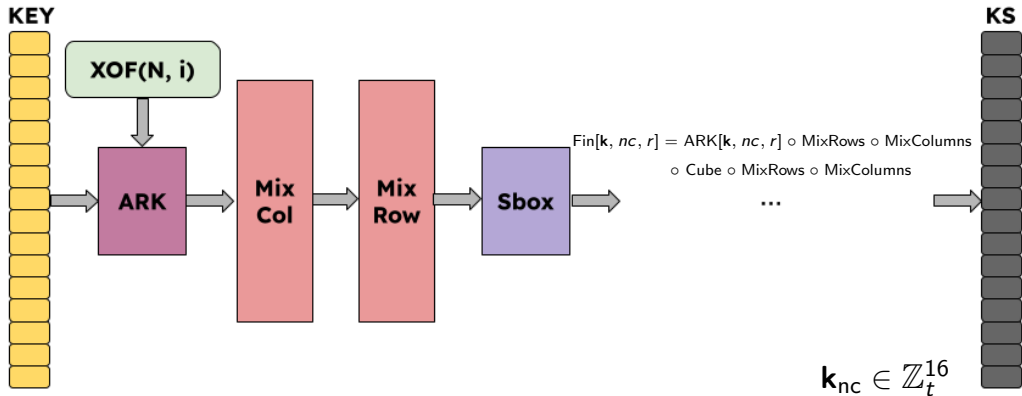 KEY
KS
XOF(N, i)
Fin[𝐤, nc, r] = ARK[𝐤, nc, r] ∘ MixRows ∘ MixColumns
∘ Cube ∘ MixRows ∘ MixColumns
ARK
Mix
Col
Mix
Row
Sbox
...
𝐤_nc ∈ ℤ_t^16